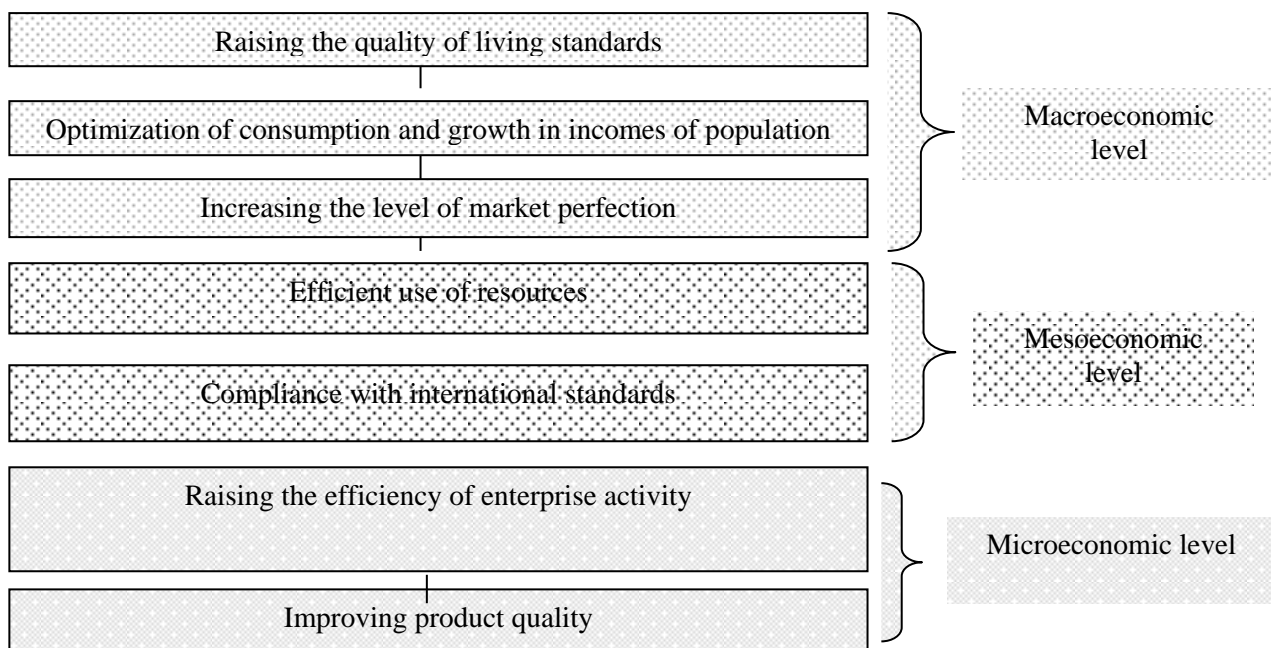 Raising the quality of living standards
Optimization of consumption and growth in incomes of population
Increasing the level of market perfection
Macroeconomic
level
Efficient use of resources
Compliance with international standards
Mesoeconomic
level
Raising the efficiency of enterprise activity
Improving product quality
Microeconomic level